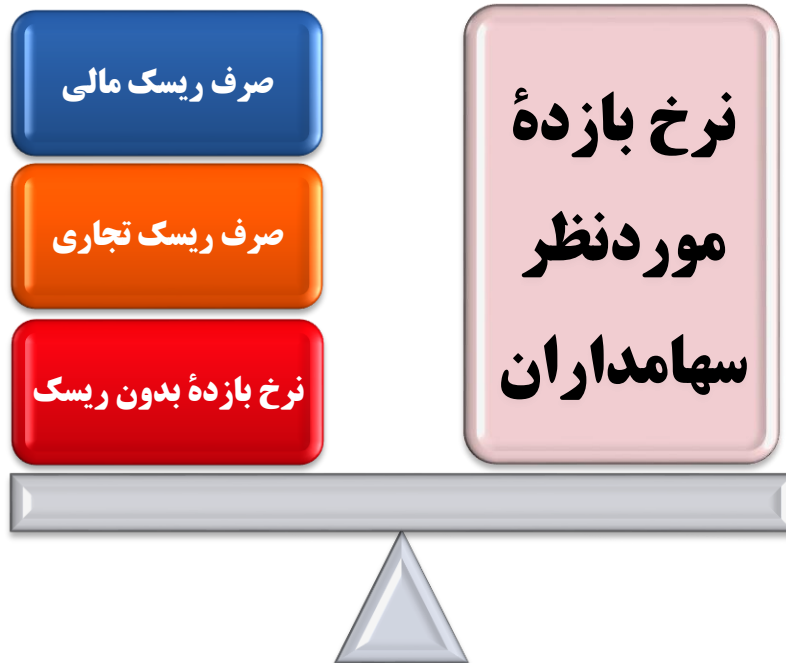 نرخ بازدهٔ
موردنظر
سهامداران
صرف ریسک مالی
صرف ریسک تجاری
نرخ بازدهٔ بدون ریسک